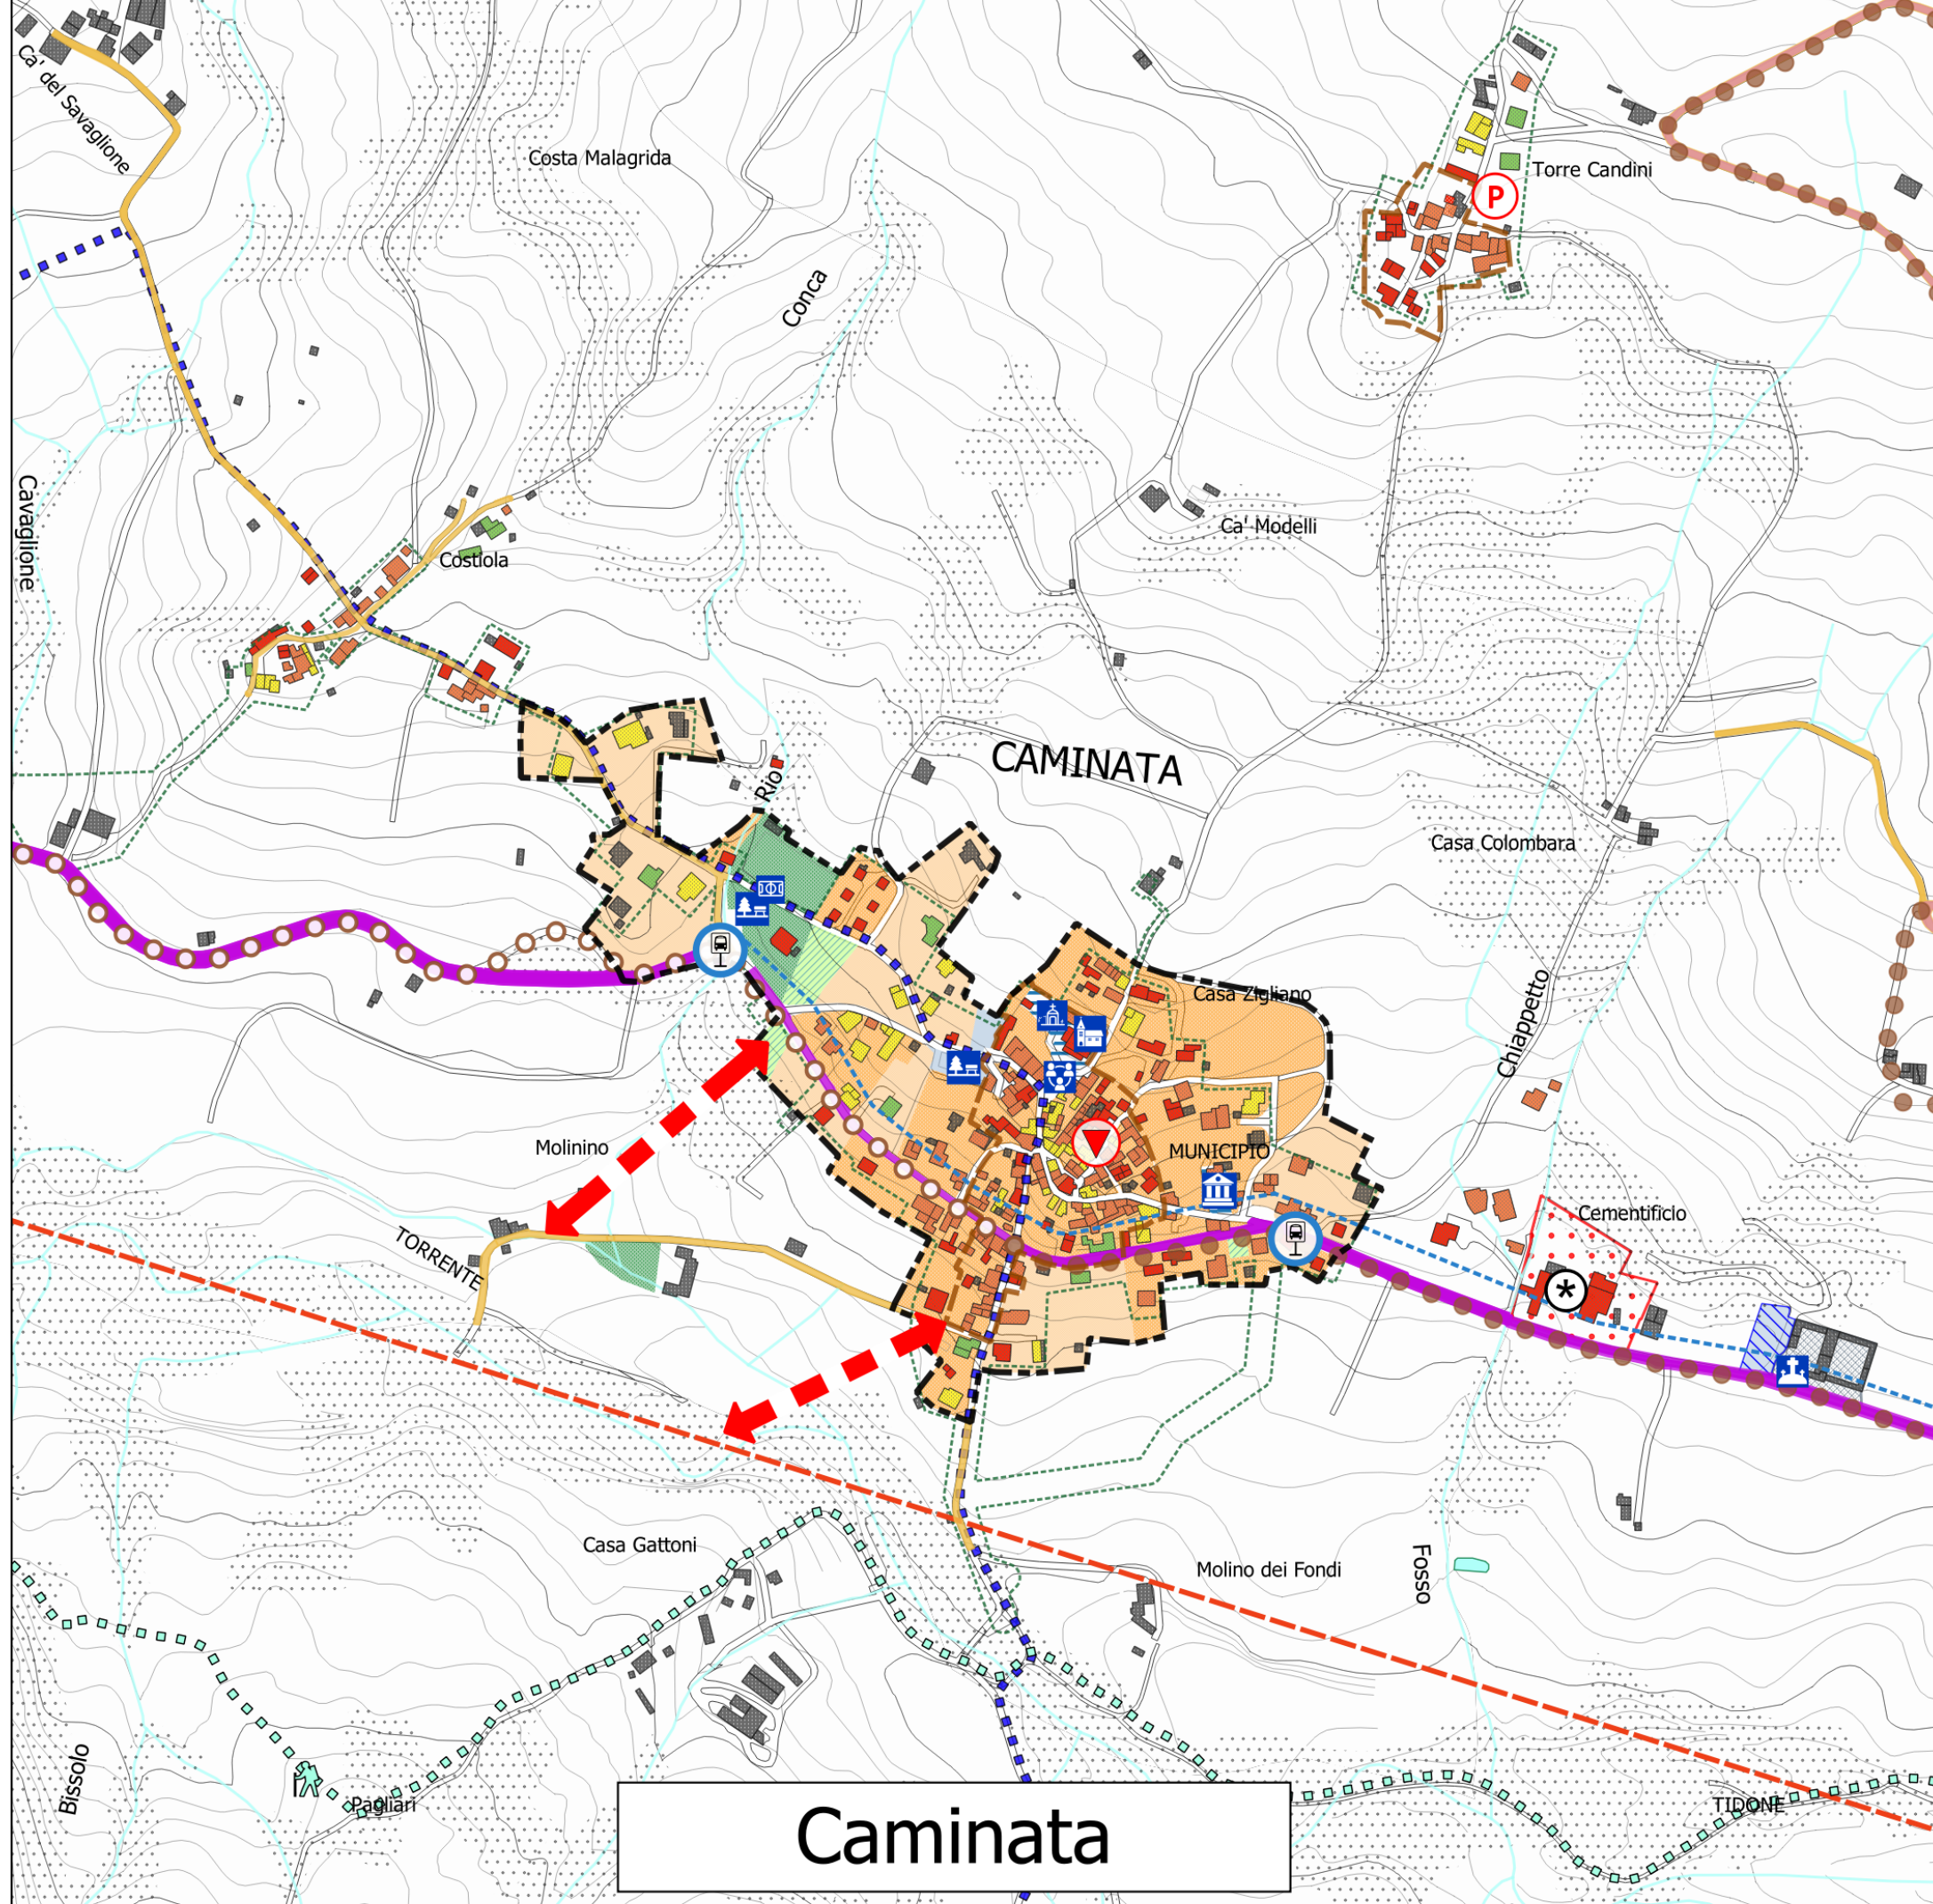 Ca' del Savaglione
Costa Malagrida
P
Torre Candini
Conca
Cavaglione
Ca' Modelli
Costiola
CAMINATA
Rio
Casa Colombara
Casa Zigliano
Chiappetto
Molinino
MUNICIPIO
Cementificio
*
TORRENTE
Casa Gattoni
Molino dei Fondi
Fosso
Bissolo
Pagliari
TIDONE
Caminata